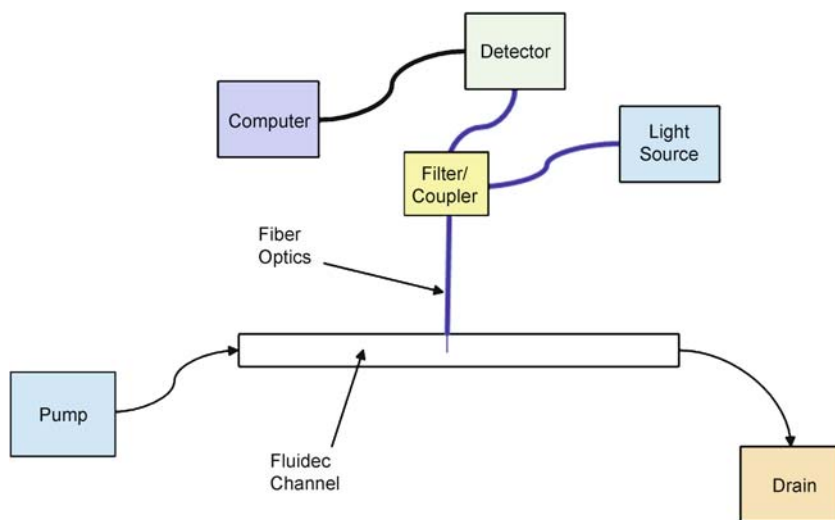 Detector
Computer
Light
Source
Filter/
Coupler
Fiber
Optics
Pump
Fluidec
Channel
Drain